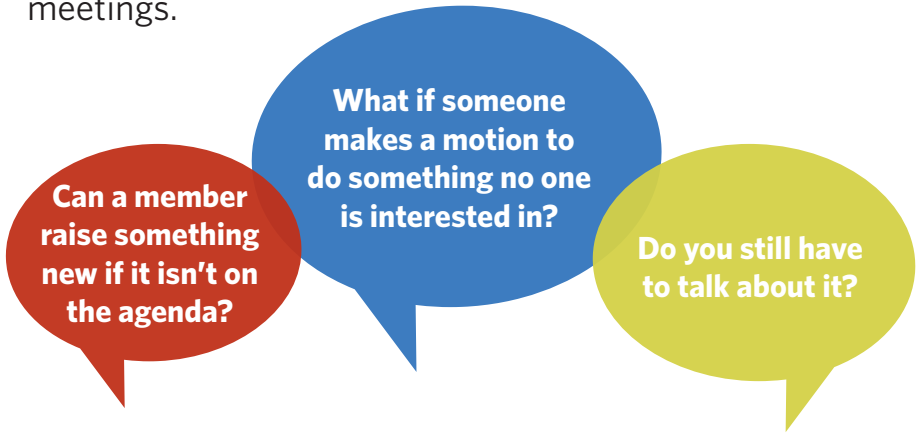 meetings.
Can a member
raise something
new if it isn't on
the agenda?
What if someone
makes a motion to
do something no one
is interested in?
Do you still have
to talk about it?